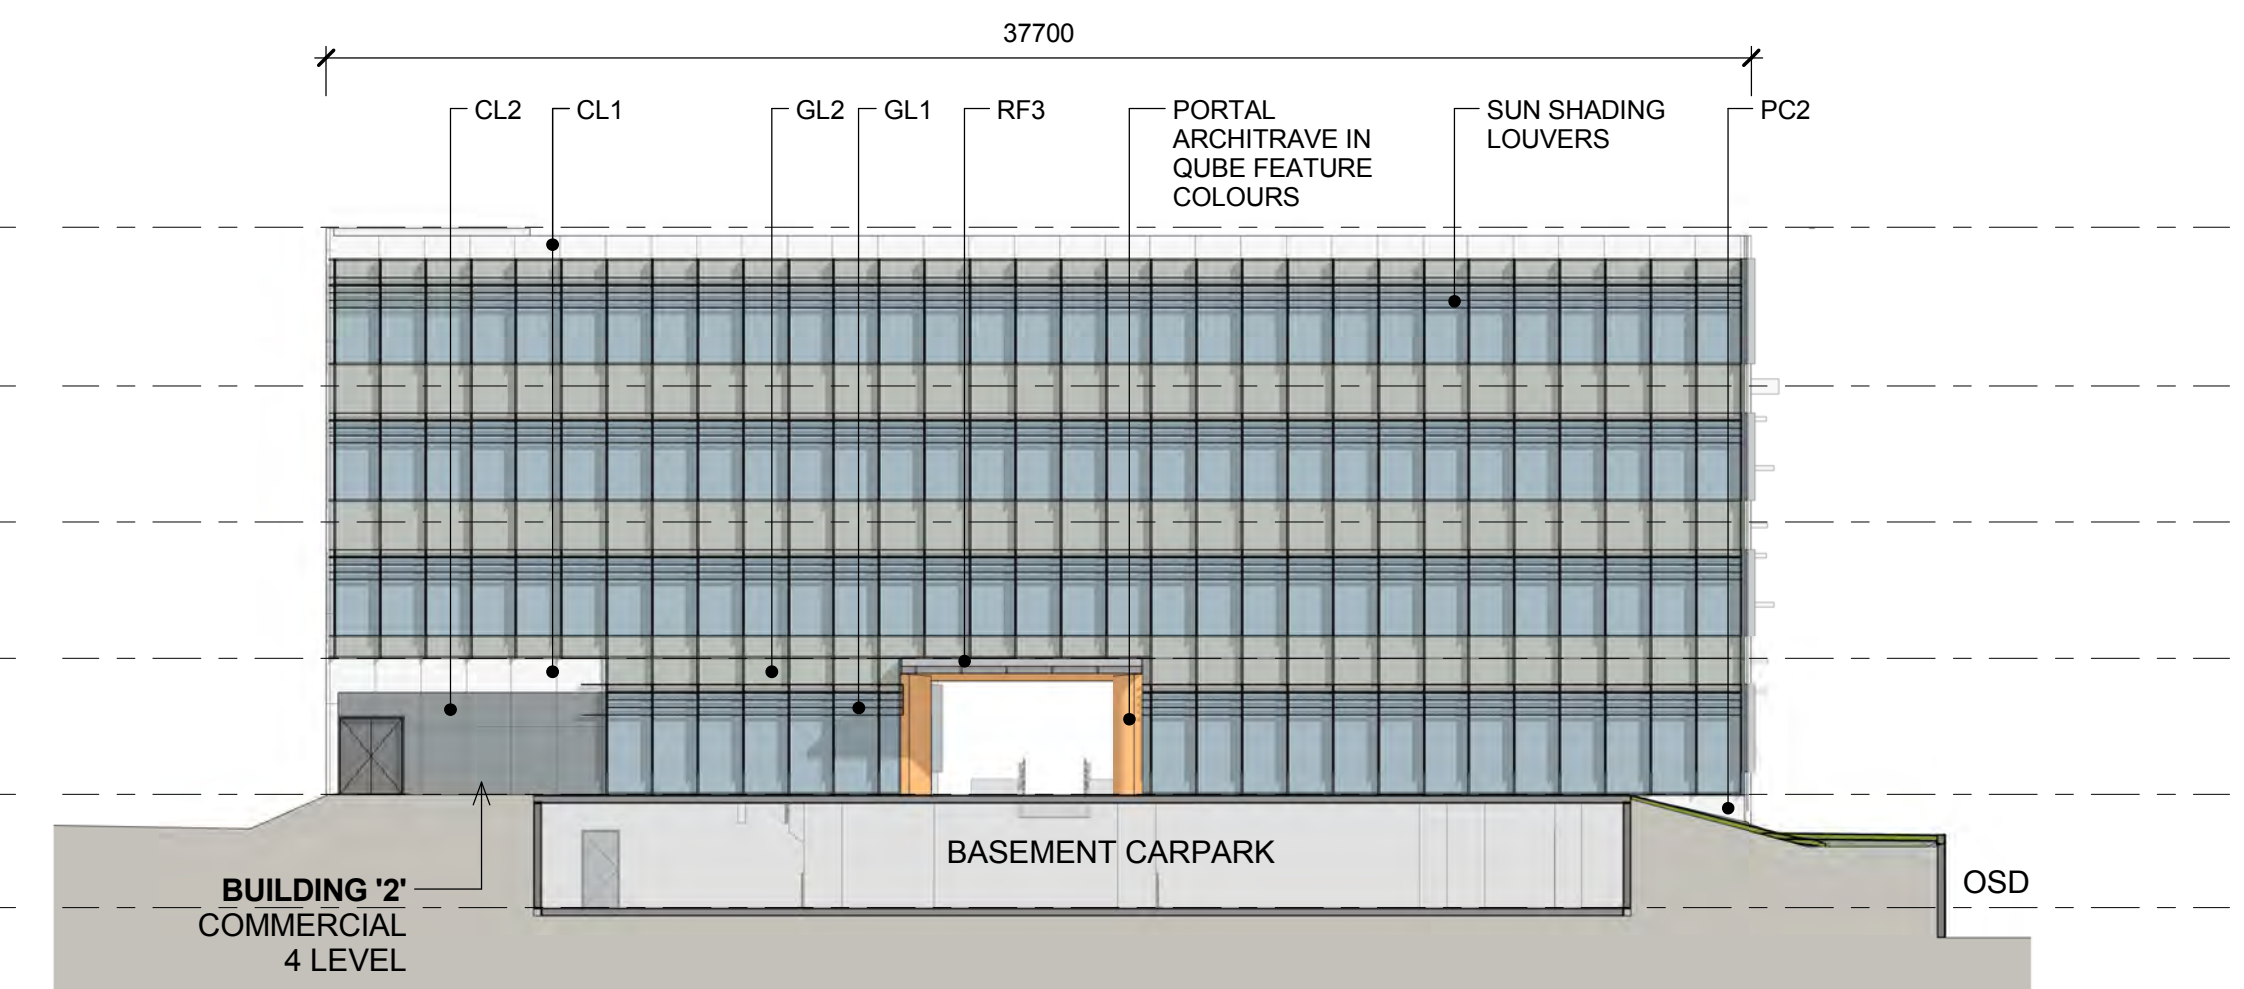 37700
CL2
CL1
GL2
GL1
RF3
PORTAL
ARCHITRAVE IN
QUBE FEATURE
COLOURS
SUN SHADING
LOUVERS
PC2
BASEMENT CARPARK
BUILDING '2'
COMMERCIAL
4 LEVEL
OSD